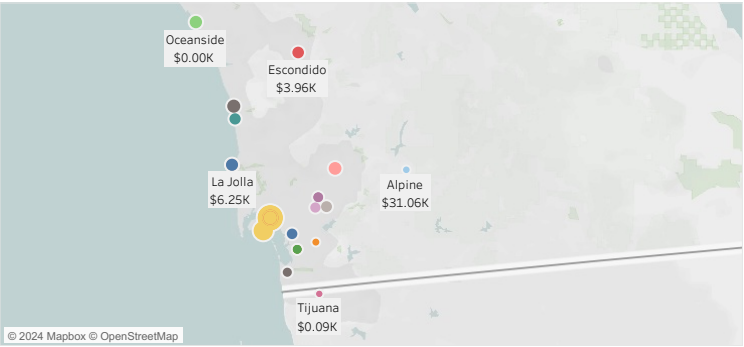 Oceanside
$0.00K
Escondido
$3.96K
La Jolla
$6.25K
Alpine
$31.06K
Tijuana
$0.09K
© 2024 Mapbox © OpenStreetMap